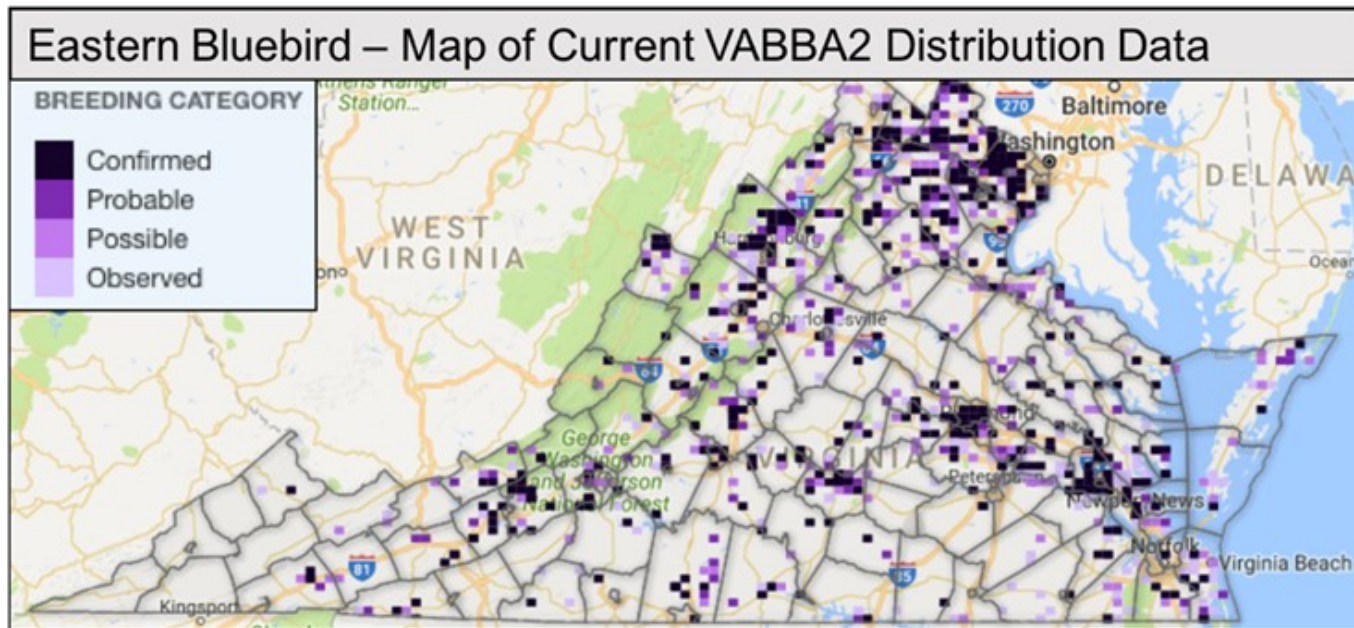 Eastern Bluebird – Map of Current VABBA2 Distribution Data
Station...
BREEDING CATEGORY
Confirmed
Probable
Possible
Observed
270
Baltimore
ashington
DELAWA
WEST
VIRGINIA
81
95
Ocean
Charlottesville
64
George
Washington
and Jefferson
National Forest
VIRGINIA
Petersburg
Newport News
Norfolk
Virginia Beach
81
85
Kingsport